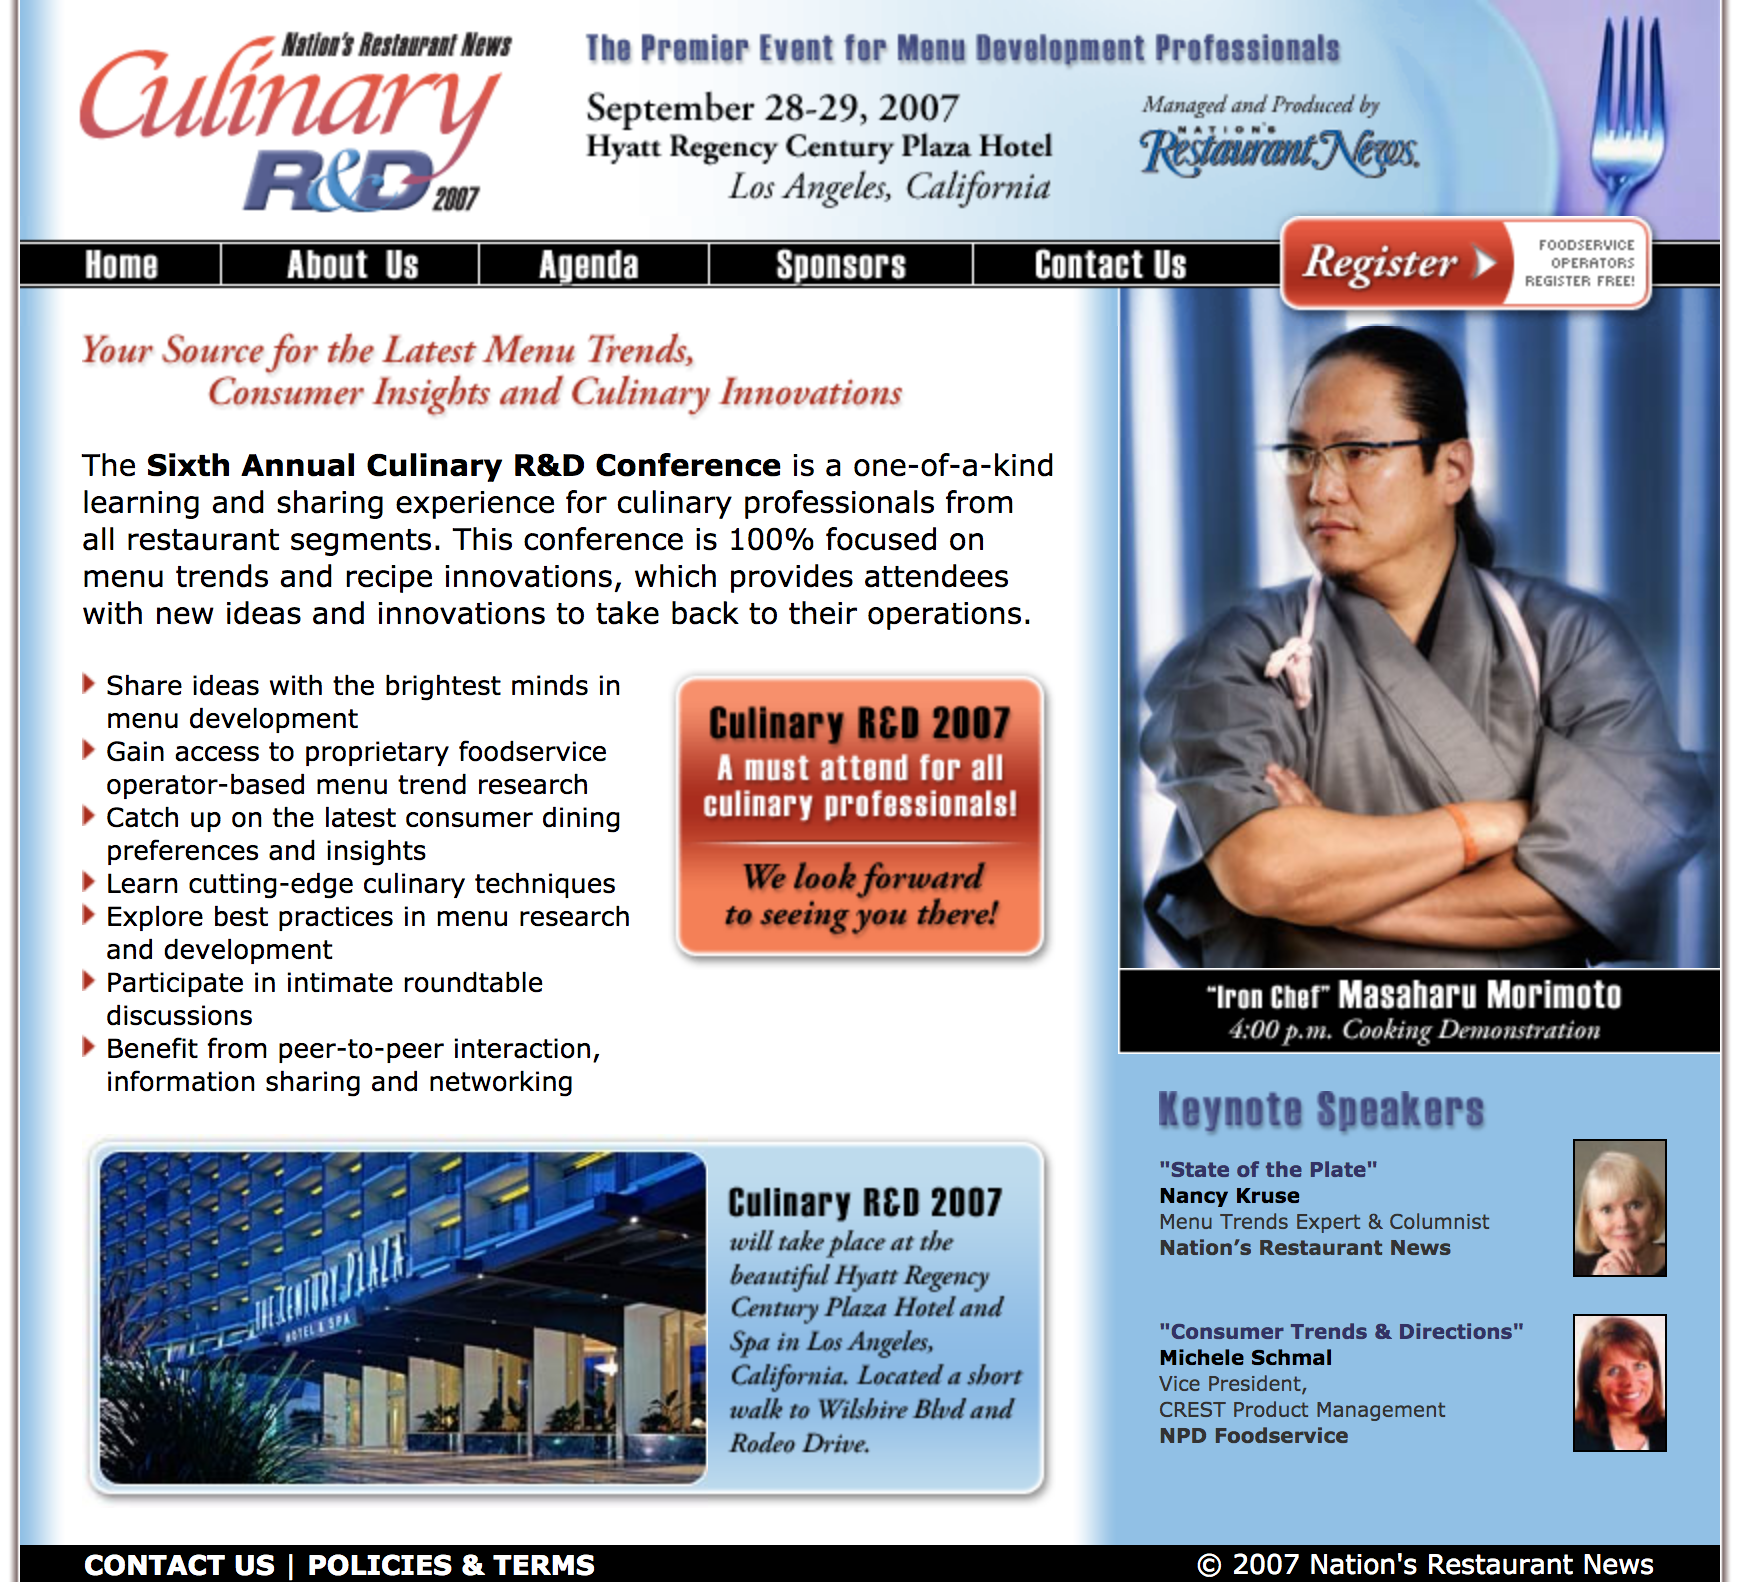 Nation's Restaurant News
Culinary
R&D 2007
The Premier Event for Menu Development Professionals
September 28-29, 2007
Hyatt Regency Century Plaza Hotel
Los Angeles, California
Managed and Produced by
NATION'S
Restaurant News.
Home
About Us
Agenda
Sponsors
Contact Us
Register
FOODSERVICE
OPERATORS
REGISTER FREE!
Your Source for the Latest Menu Trends,
Consumer Insights and Culinary Innovations
The Sixth Annual Culinary R&D Conference is a one-of-a-kind
learning and sharing experience for culinary professionals from
all restaurant segments. This conference is 100% focused on
menu trends and recipe innovations, which provides attendees
with new ideas and innovations to take back to their operations.
Share ideas with the brightest minds in
menu development
Gain access to proprietary foodservice
operator-based menu trend research
Catch up on the latest consumer dining
preferences and insights
Learn cutting-edge culinary techniques
Explore best practices in menu research
and development
Participate in intimate roundtable
discussions
Benefit from peer-to-peer interaction,
information sharing and networking
Culinary R&D 2007
A must attend for all
culinary professionals!
We look forward
to seeing you there!
THE CENTURY PLAZA
HOTEL & SPA
Culinary R&D 2007
will take place at the
beautiful Hyatt Regency
Century Plaza Hotel and
Spa in Los Angeles,
California. Located a short
walk to Wilshire Blvd and
Rodeo Drive.
"Iron Chef" Masaharu Morimoto
4:00 p.m. Cooking Demonstration
Keynote Speakers
"State of the Plate"
Nancy Kruse
Menu Trends Expert & Columnist
Nation's Restaurant News
"Consumer Trends & Directions"
Michele Schmal
Vice President,
CREST Product Management
NPD Foodservice
CONTACT US | POLICIES & TERMS
© 2007 Nation's Restaurant News